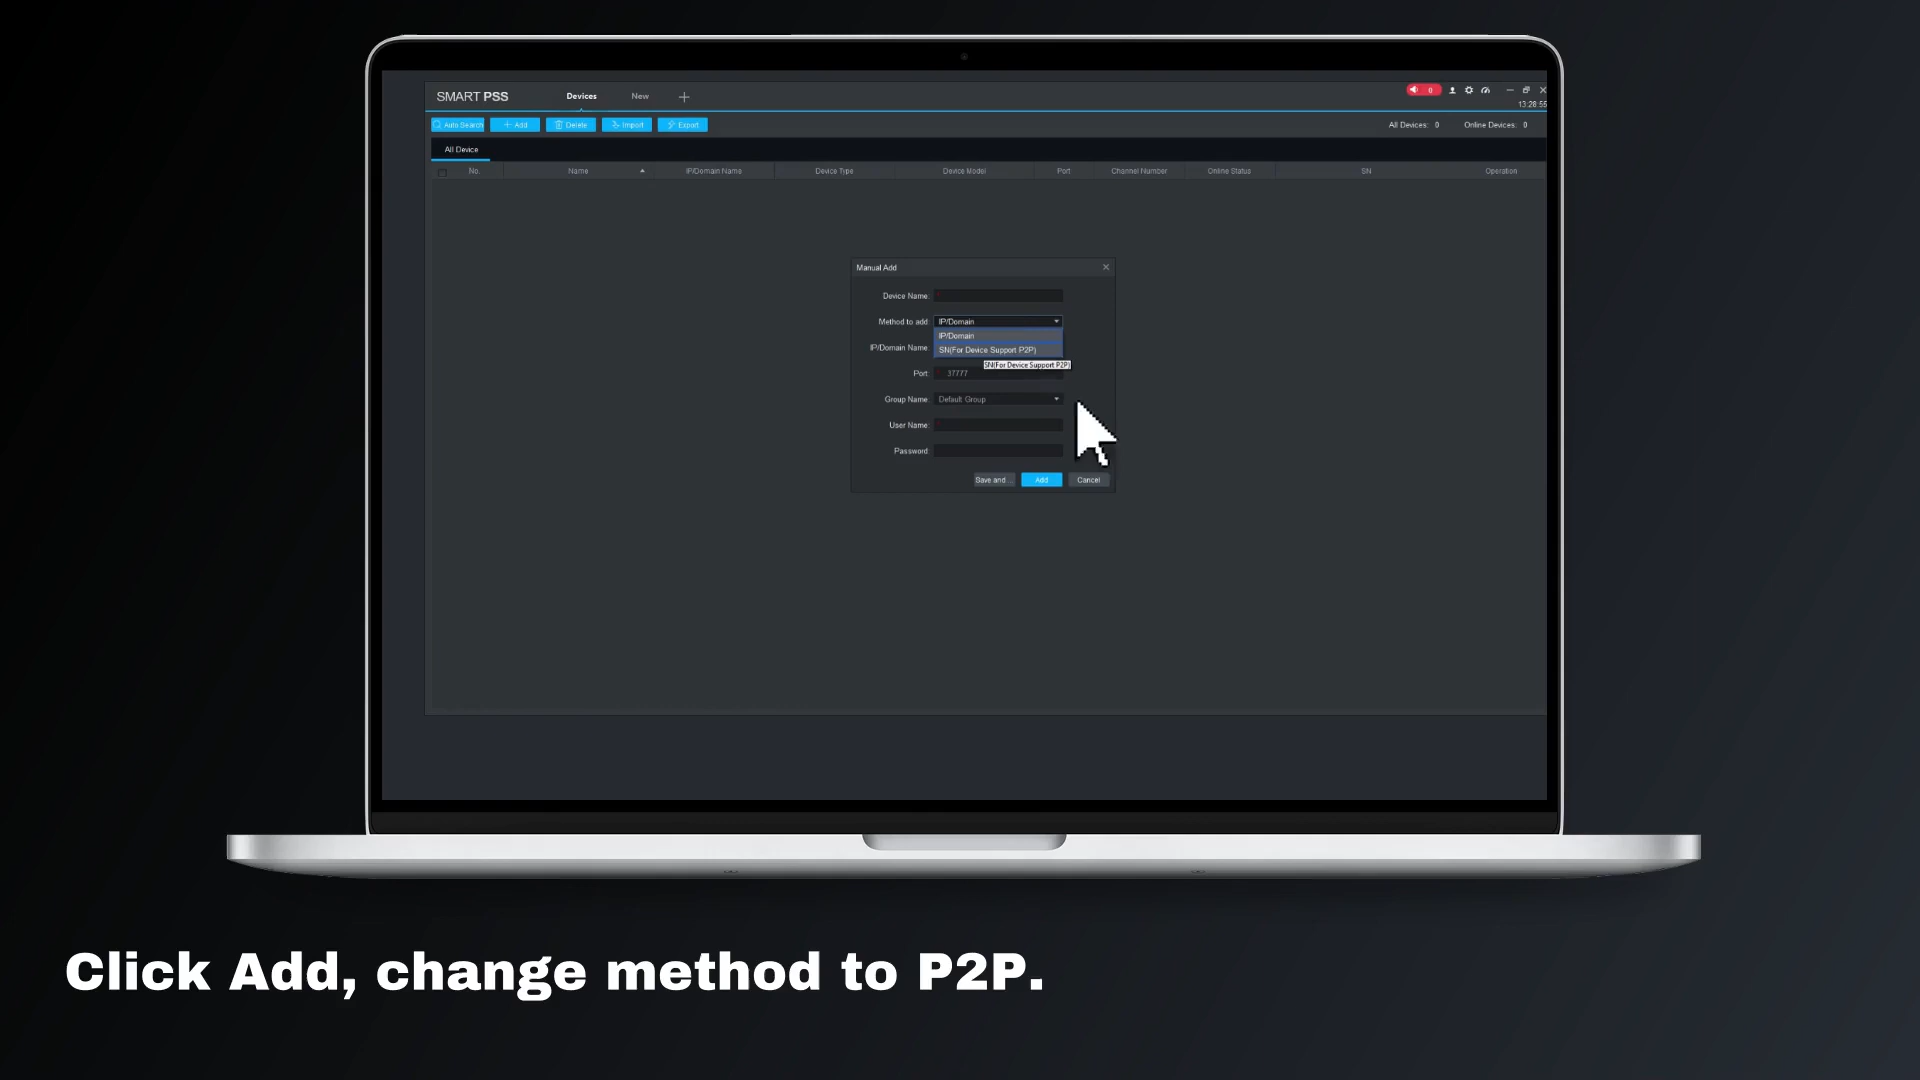 SMART PSS Devices New
0
13:28:55
Auto Search Add Delete Import Export All Devices: 0 Online Devices: 0
All Device
No. Name IP/Domain Name Device Type Device Model Port Channel Number Online Status SN Operation
Manual Add
Device Name:
Method to add: IP/Domain
IP/Domain
IP/Domain Name:
SN(For Device Support P2P)
SN(For Device Support P2P)
Port: 37777
Group Name: Default Group
User Name:
Password:
Save and ... Add Cancel
Click Add, change method to P2P.